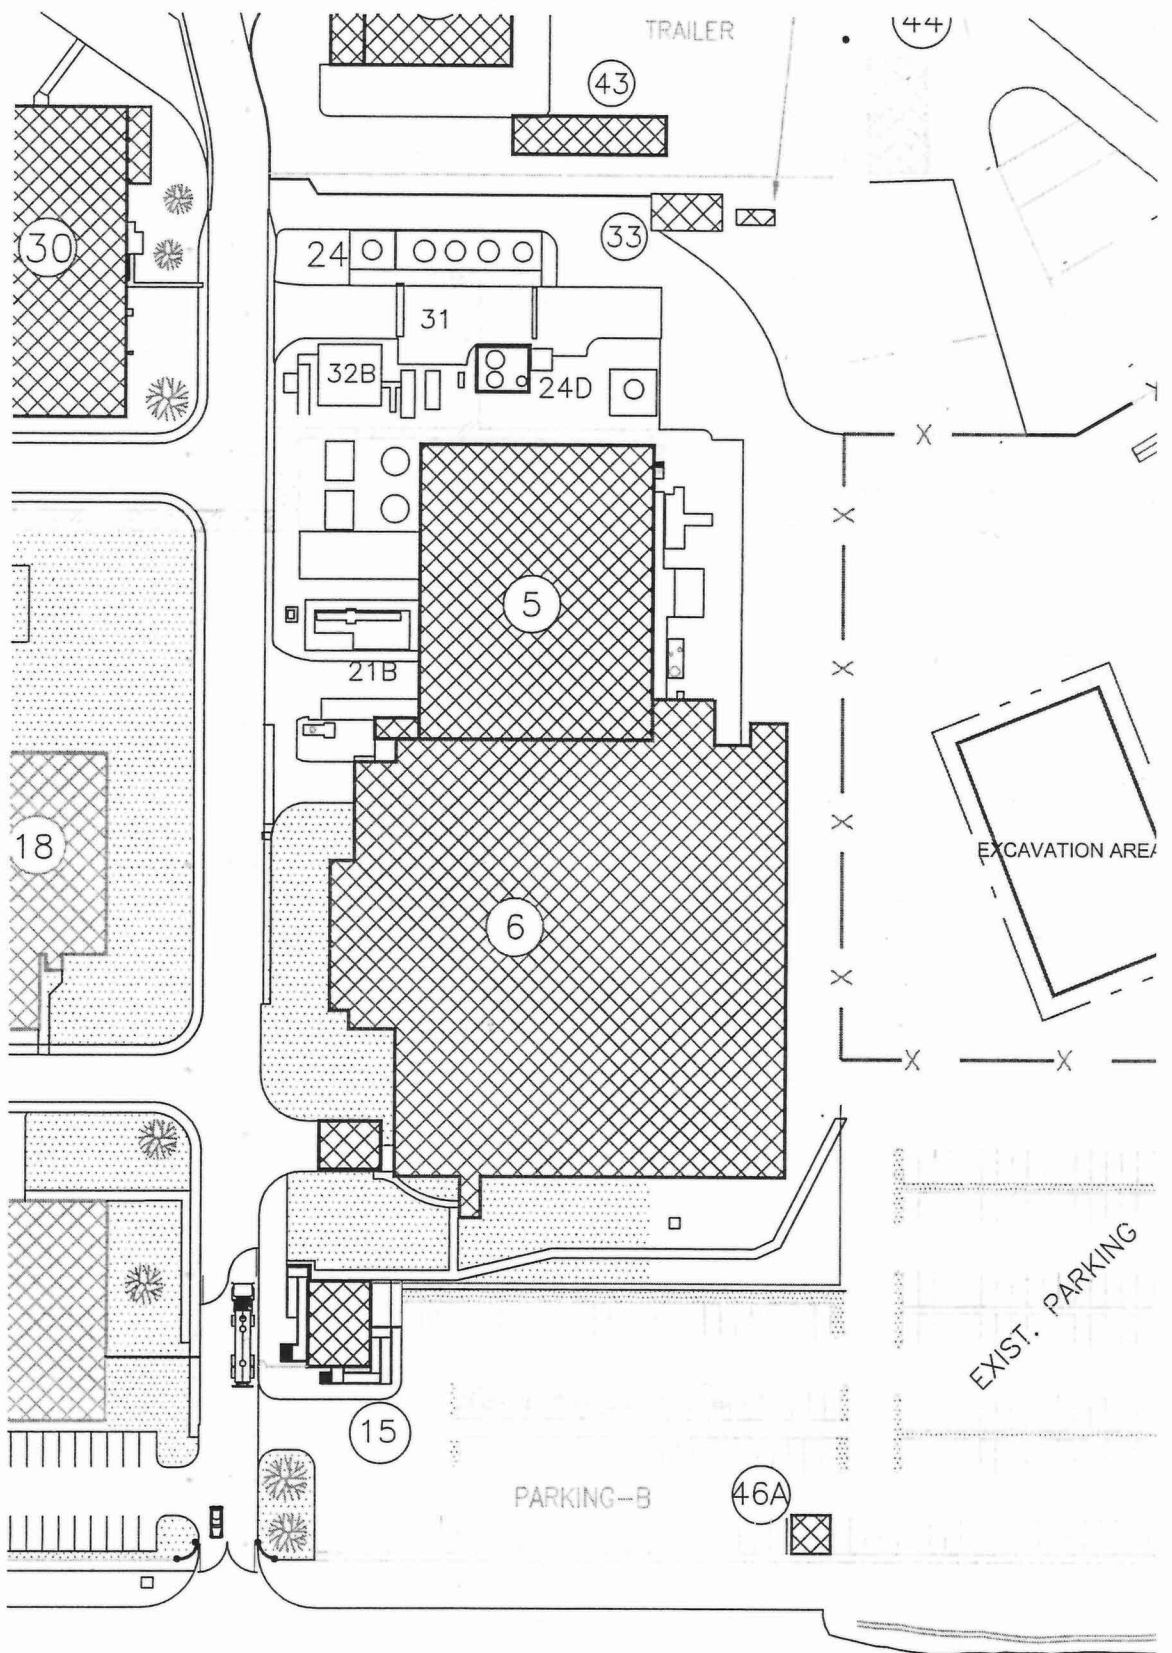 TRAILER
44
43
30
33
24
31
32B
24D
5
21B
18
EXCAVATION AREA
6
EXIST. PARKING
15
PARKING-B
46A